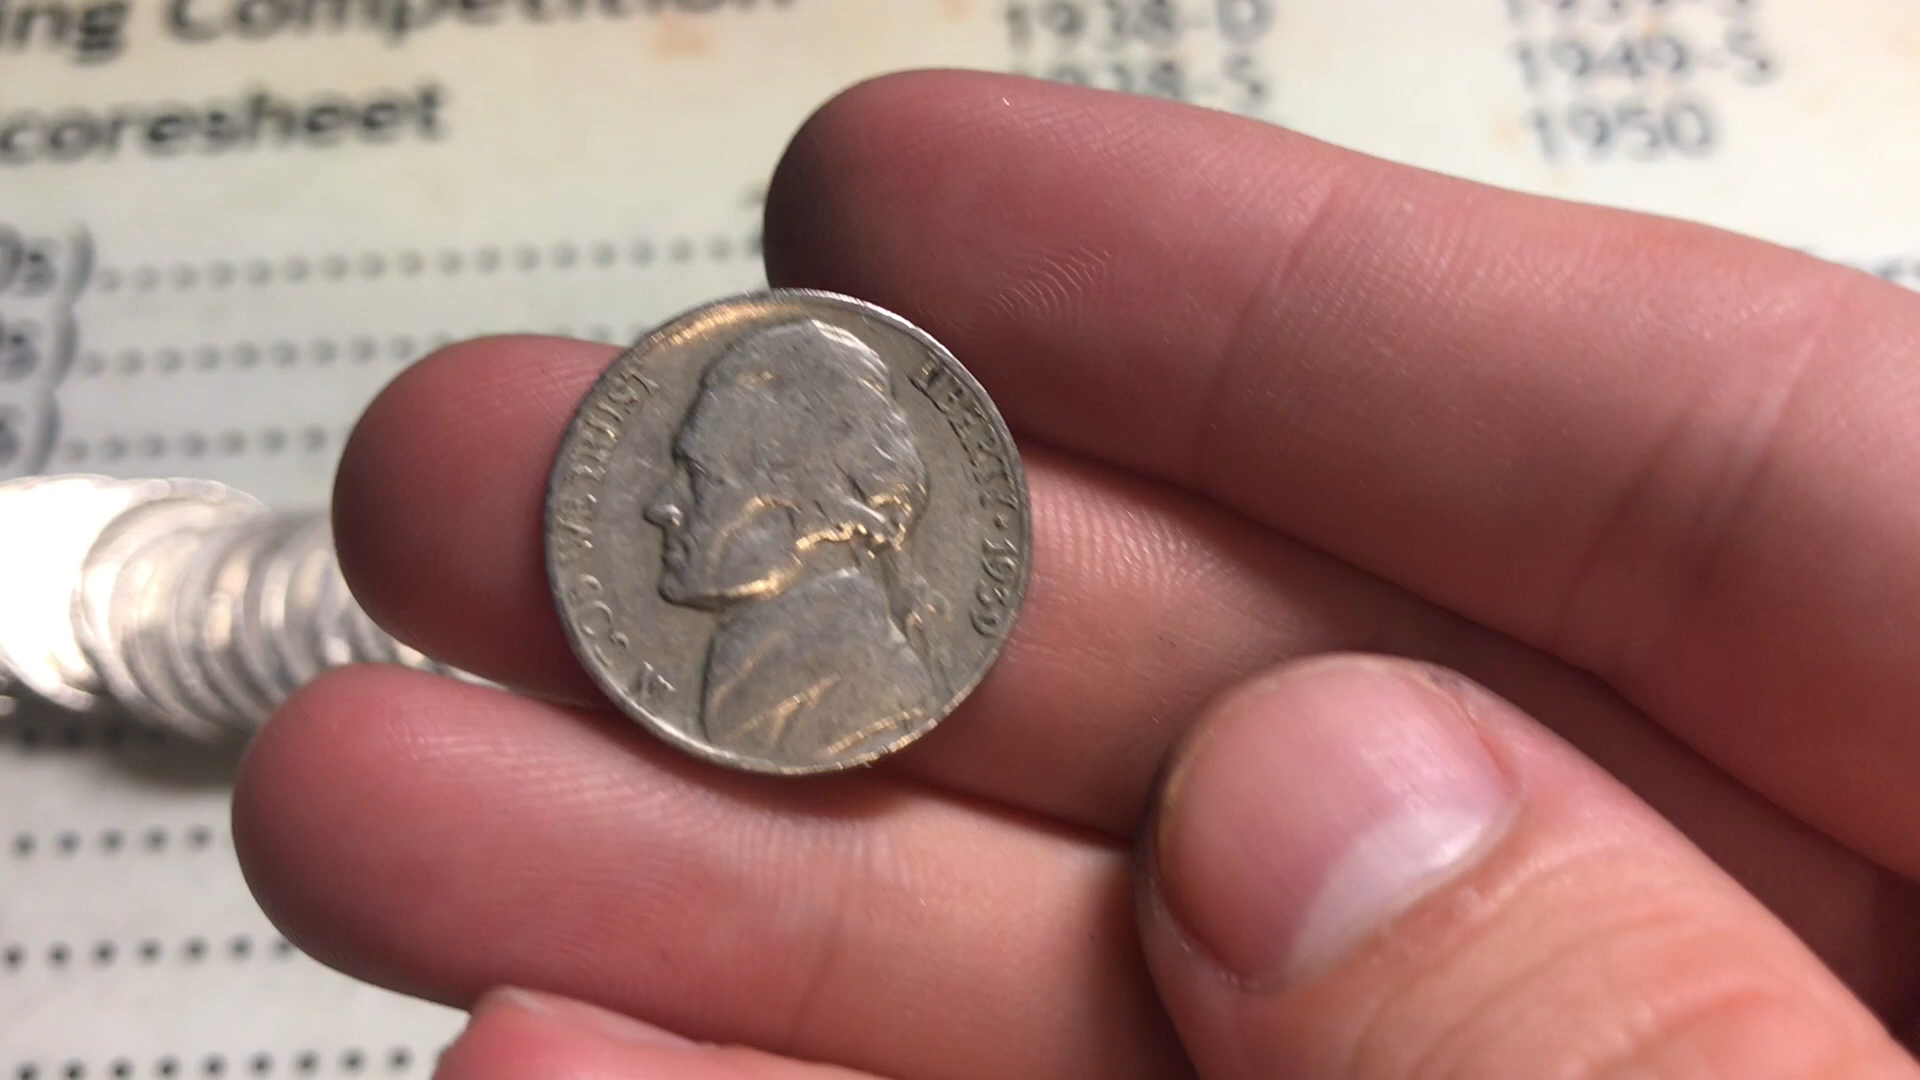 ing Competition
coresheet
1938-D
1938-S
1949-S
1950
IN GOD WE TRUST
LIBERTY · 1939